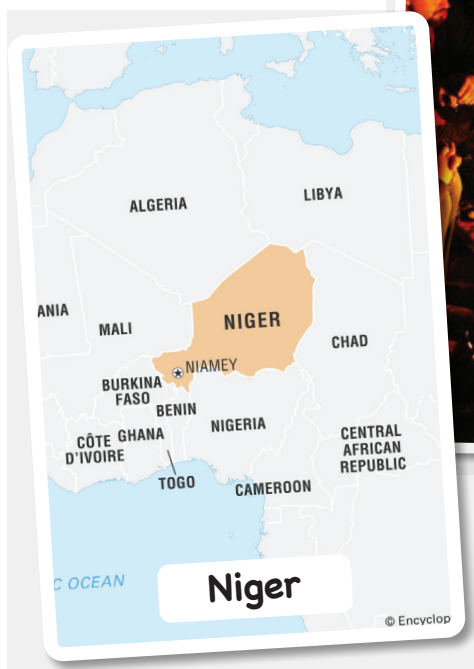 ALGERIA
LIBYA
ANIA
MALI
NIGER
CHAD
NIAMEY
BURKINA
FASO
BENIN
NIGERIA
CÔTE
D'IVOIRE
GHANA
CENTRAL
AFRICAN
REPUBLIC
TOGO
CAMEROON
C OCEAN
Niger
© Encyclop